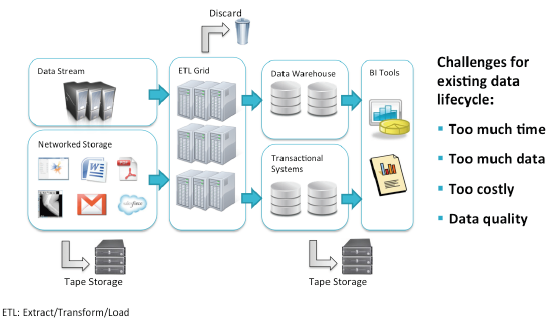 Discard
Data Stream
ETL Grid
Data Warehouse
BI Tools
Networked Storage
Transactional
Systems
Tape Storage
Tape Storage
Challenges for
existing data
lifecycle:
▪ Too much time
▪ Too much data
▪ Too costly
▪ Data quality
ETL: Extract/Transform/Load